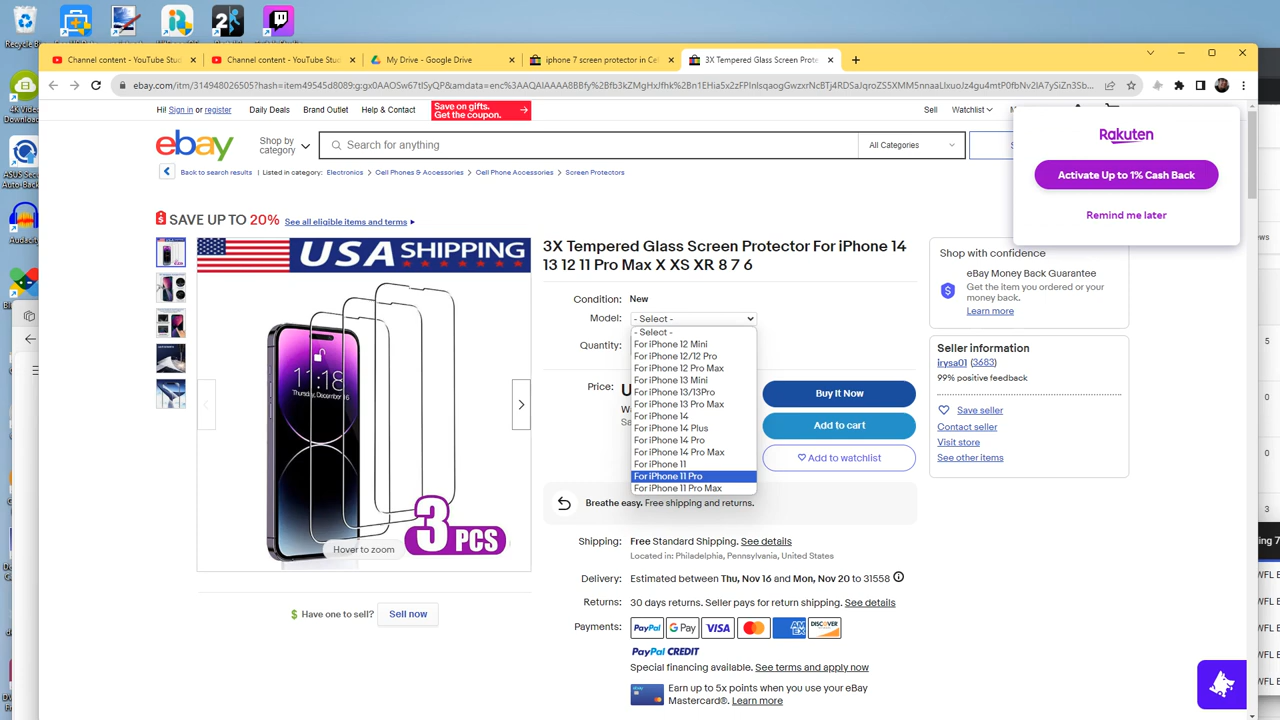 Recycle B
Channel content - YouTube Stu
Channel content - YouTube Stu
My Drive - Google Drive
iphone 7 screen protector in Cel
3X Tempered Glass Screen Prote
Hi! Sign in or register
Daily Deals
Brand Outlet
Help & Contact
Save on gifts.
Get the coupon.
Sell
Watchlist
ebay
Shop by
category
Search for anything
All Categories
Rakuten
Activate Up to 1% Cash Back
Remind me later
Back to search results | Listed in category:
Electronics
Cell Phones & Accessories
Cell Phone Accessories
Screen Protectors
SAVE UP TO 20% See all eligible items and terms
USA SHIPPING
11:18
3 PCS
Hover to zoom
Have one to sell?
Sell now
3X Tempered Glass Screen Protector For iPhone 14
13 12 11 Pro Max X XS XR 8 7 6
Condition: New
Model: - Select -
Quantity:
Price:
- Select -
For iPhone 12 Mini
For iPhone 12/12 Pro
For iPhone 12 Pro Max
For iPhone 13 Mini
For iPhone 13/13Pro
For iPhone 13 Pro Max
For iPhone 14
For iPhone 14 Plus
For iPhone 14 Pro
For iPhone 14 Pro Max
For iPhone 11
For iPhone 11 Pro
For iPhone 11 Pro Max
Buy It Now
Add to cart
Add to watchlist
Breathe easy. Free shipping and returns.
Shipping: Free Standard Shipping. See details
Located in: Philadelphia, Pennsylvania, United States
Delivery: Estimated between Thu, Nov 16 and Mon, Nov 20 to 31558
Returns: 30 days returns. Seller pays for return shipping. See details
Payments: PayPal G Pay VISA AM EX DISCOVER
PayPal CREDIT
Special financing available. See terms and apply now
Earn up to 5x points when you use your eBay
Mastercard®. Learn more
Shop with confidence
eBay Money Back Guarantee
Get the item you ordered or your
money back.
Learn more
Seller information
irysa01 (3683)
99% positive feedback
Save seller
Contact seller
Visit store
See other items